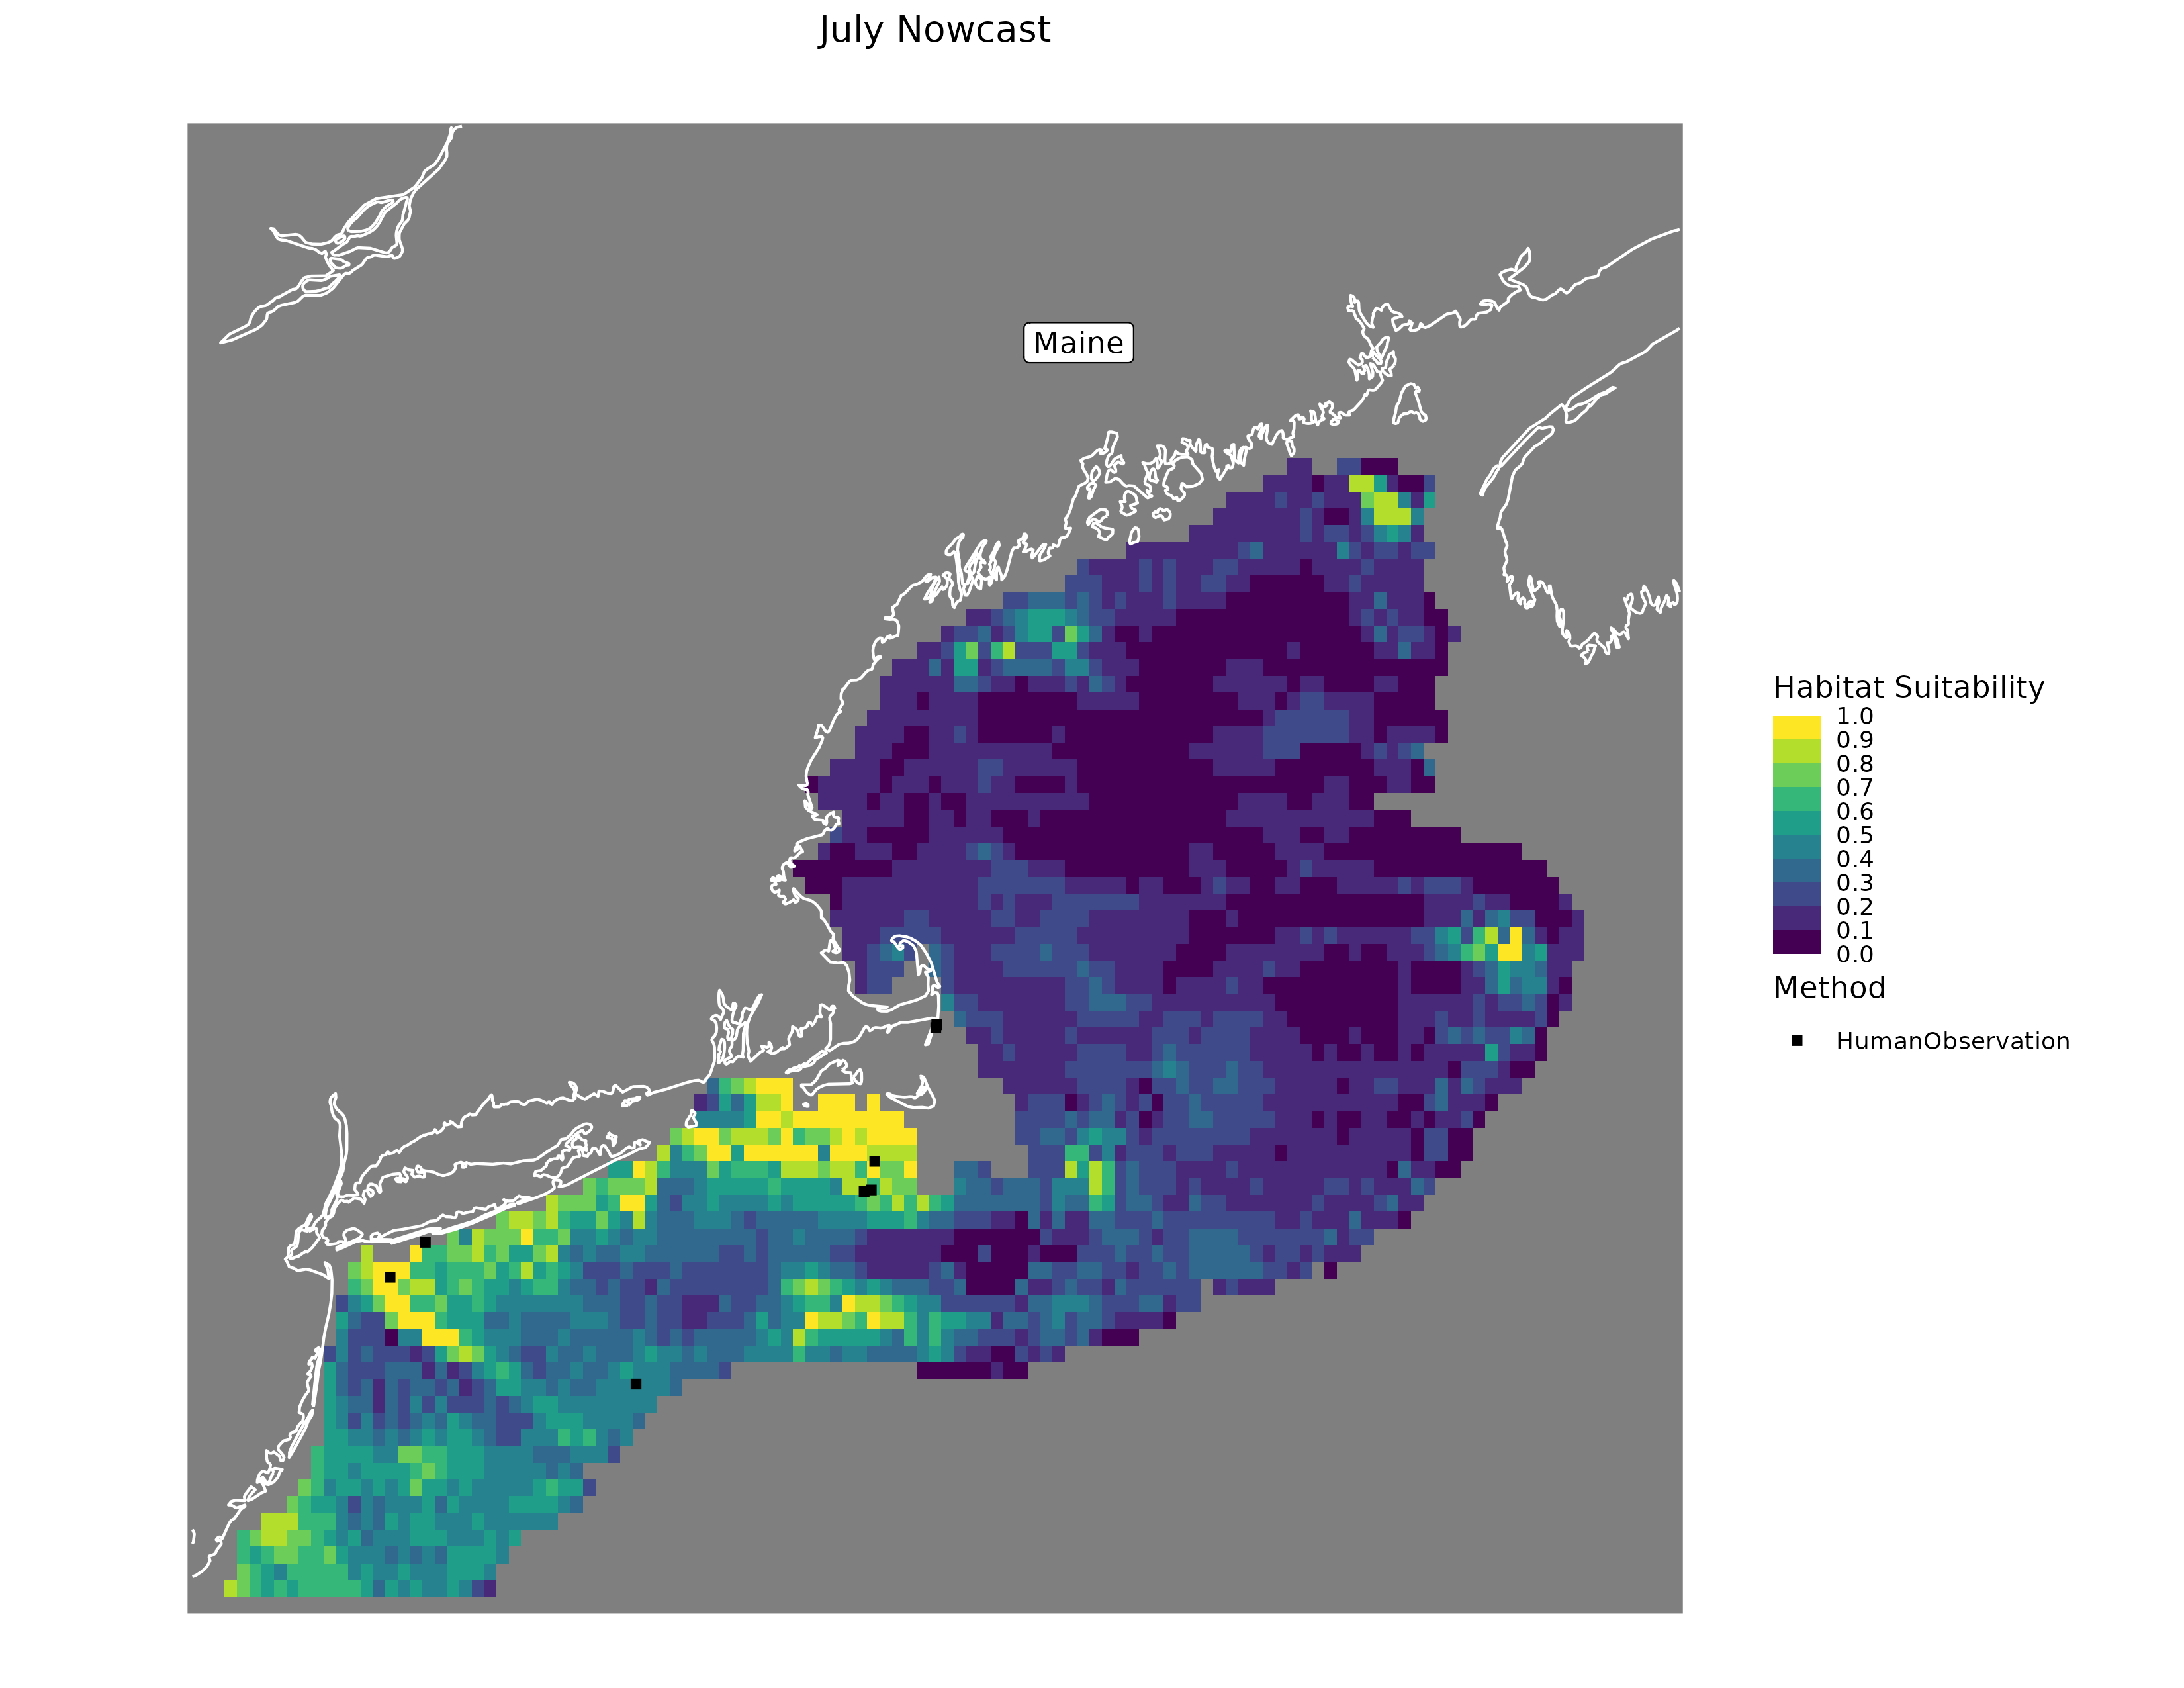 July Nowcast
Maine
Habitat Suitability
1.0
0.9
0.8
0.7
0.6
0.5
0.4
0.3
0.2
0.1
0.0
Method
HumanObservation